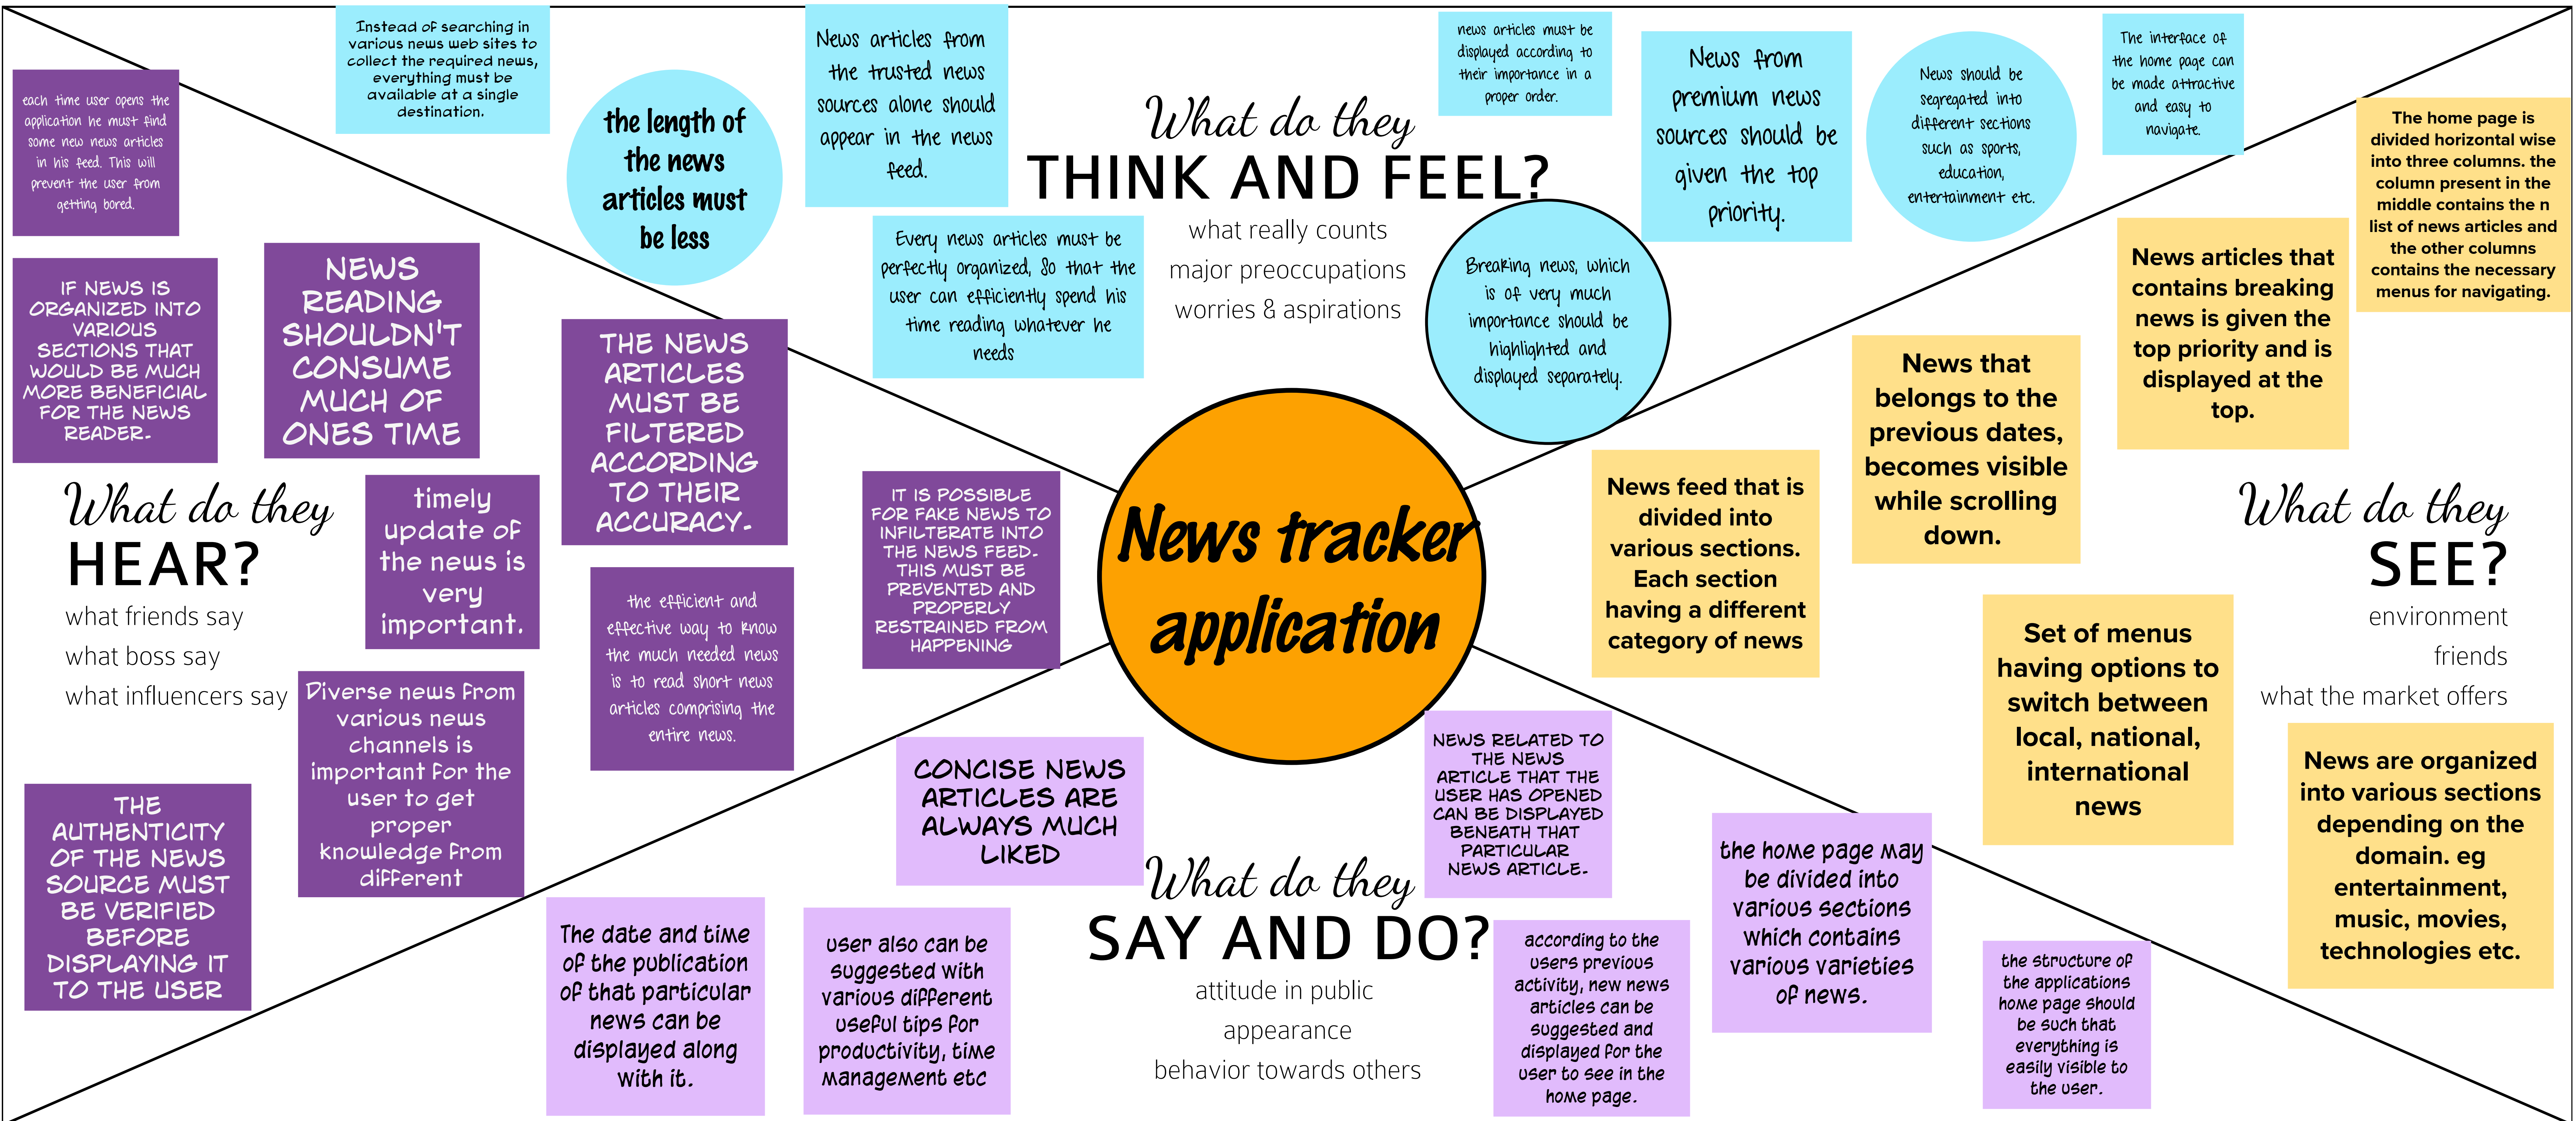 Instead of searching in
various news web sites to
collect the required news,
everything must be
available at a single
destination.
the length of
the news
articles must
be less
News articles from
the trusted news
sources alone should
appear in the news
feed.
Every news articles must be
perfectly organized, So that the
user can efficiently spend his
time reading whatever he
needs
What do they
THINK AND FEEL?
what really counts
major preoccupations
worries & aspirations
news articles must be
displayed according to
their importance in a
proper order.
News from
premium news
sources should be
given the top
priority.
News should be
segregated into
different sections
such as sports,
education,
entertainment etc.
The interface of
the home page can
be made attractive
and easy to
navigate.
Breaking news, which
is of very much
importance should be
highlighted and
displayed separately.
each time user opens the
application he must find
some new news articles
in his feed. This will
prevent the user from
getting bored.
IF NEWS IS
ORGANIZED INTO
VARIOUS
SECTIONS THAT
WOULD BE MUCH
MORE BENEFICIAL
FOR THE NEWS
READER.
NEWS
READING
SHOULDN'T
CONSUME
MUCH OF
ONES TIME
THE NEWS
ARTICLES
MUST BE
FILTERED
ACCORDING
TO THEIR
ACCURACY.
What do they
HEAR?
what friends say
what boss say
what influencers say
timely
update of
the news is
very
important.
IT IS POSSIBLE
FOR FAKE NEWS TO
INFILTERATE INTO
THE NEWS FEED.
THIS MUST BE
PREVENTED AND
PROPERLY
RESTRAINED FROM
HAPPENING
the efficient and
effective way to know
the much needed news
is to read short news
articles comprising the
entire news.
Diverse news from
various news
channels is
important for the
user to get
proper
knowledge from
different
THE
AUTHENTICITY
OF THE NEWS
SOURCE MUST
BE VERIFIED
BEFORE
DISPLAYING IT
TO THE USER
News tracker
application
The home page is
divided horizontal wise
into three columns. the
column present in the
middle contains the n
list of news articles and
the other columns
contains the necessary
menus for navigating.
News articles that
contains breaking
news is given the
top priority and is
displayed at the
top.
News that
belongs to the
previous dates,
becomes visible
while scrolling
down.
News feed that is
divided into
various sections.
Each section
having a different
category of news
What do they
SEE?
environment
friends
what the market offers
Set of menus
having options to
switch between
local, national,
international
news
News are organized
into various sections
depending on the
domain. eg
entertainment,
music, movies,
technologies etc.
CONCISE NEWS
ARTICLES ARE
ALWAYS MUCH
LIKED
NEWS RELATED TO
THE NEWS
ARTICLE THAT THE
USER HAS OPENED
CAN BE DISPLAYED
BENEATH THAT
PARTICULAR
NEWS ARTICLE.
What do they
SAY AND DO?
attitude in public
appearance
behavior towards others
The date and time
of the publication
of that particular
news can be
displayed along
with it.
user also can be
suggested with
various different
useful tips for
productivity, time
management etc
according to the
users previous
activity, new news
articles can be
suggested and
displayed for the
user to see in the
home page.
the home page may
be divided into
various sections
which contains
various varieties
of news.
the structure of
the applications
home page should
be such that
everything is
easily visible to
the user.